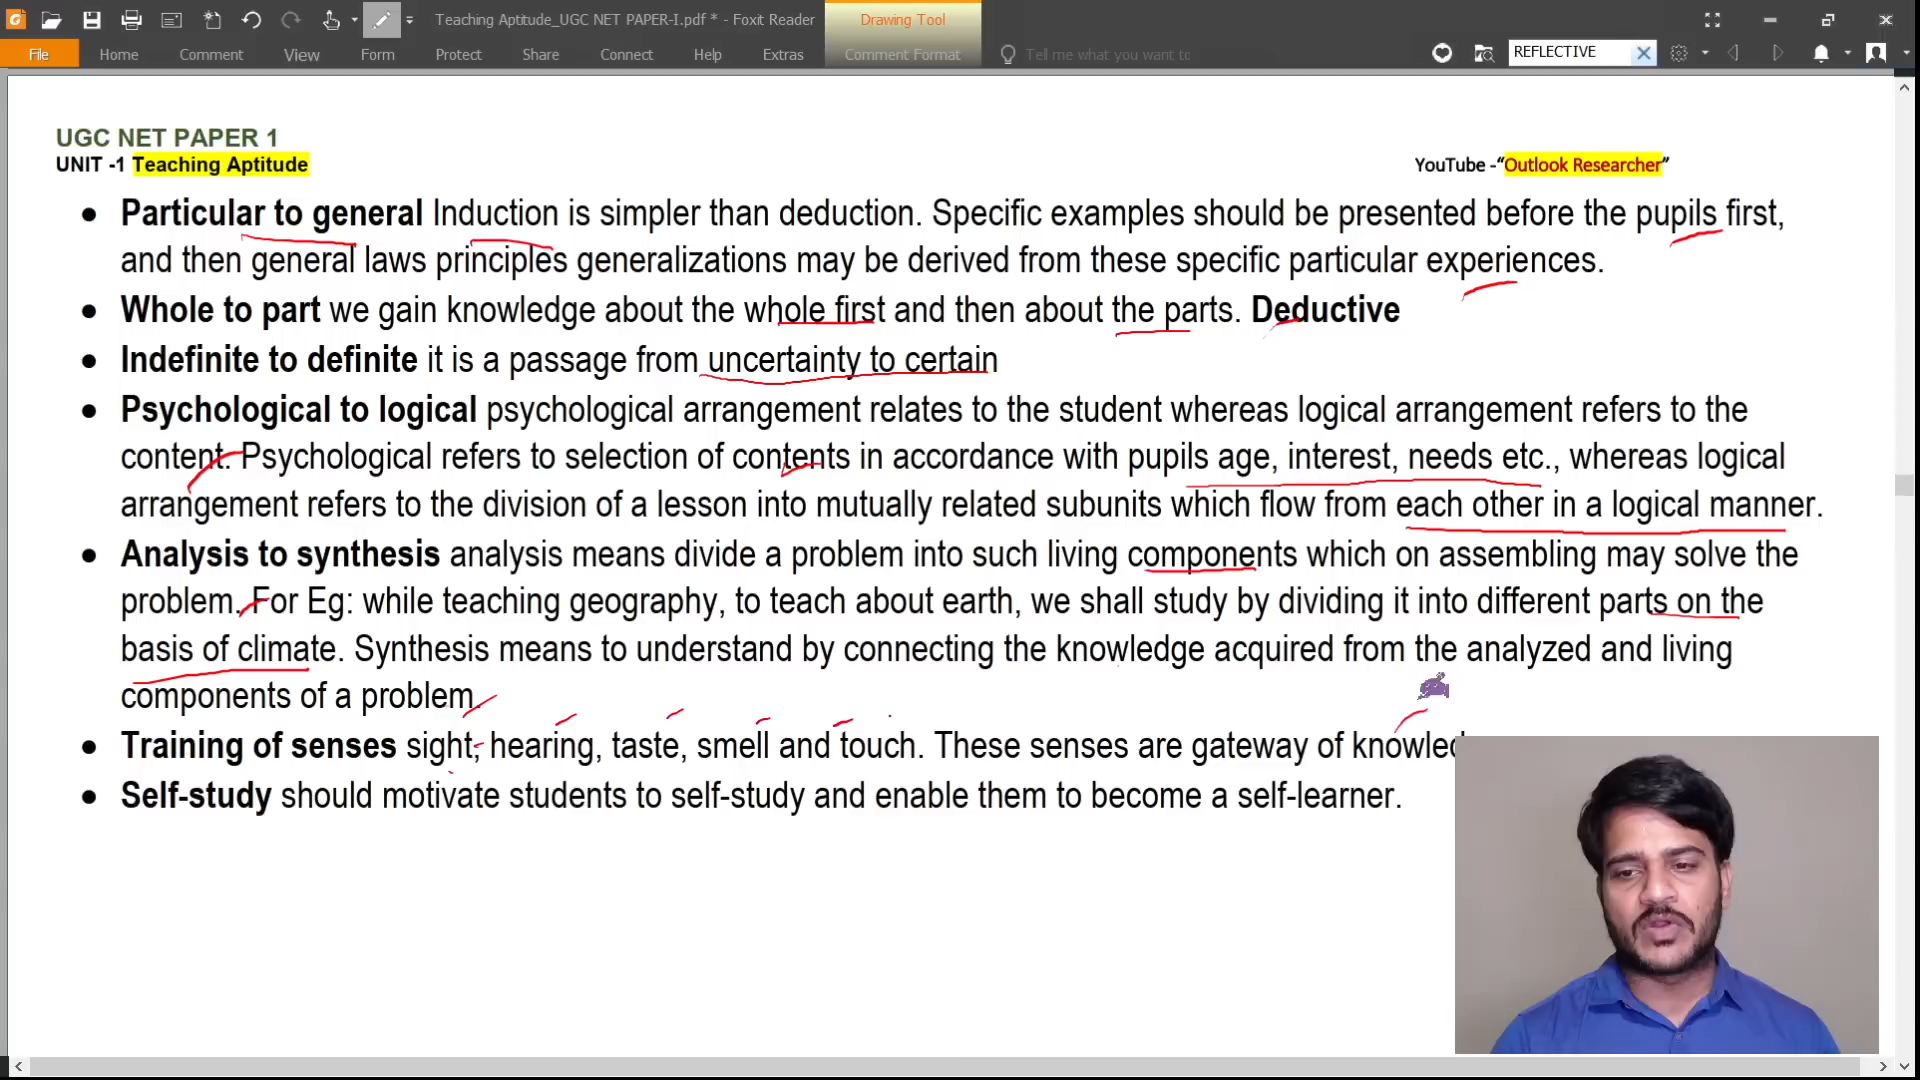 Teaching Aptitude_UGC NET PAPER-I.pdf * - Foxit Reader
Drawing Tool
File Home Comment View Form Protect Share Connect Help Extras Comment Format Tell me what you want to REFLECTIVE
UGC NET PAPER 1
UNIT -1 Teaching Aptitude
YouTube -“Outlook Researcher”
● Particular to general Induction is simpler than deduction. Specific examples should be presented before the pupils first,
and then general laws principles generalizations may be derived from these specific particular experiences.
● Whole to part we gain knowledge about the whole first and then about the parts. Deductive
● Indefinite to definite it is a passage from uncertainty to certain
● Psychological to logical psychological arrangement relates to the student whereas logical arrangement refers to the
content. Psychological refers to selection of contents in accordance with pupils age, interest, needs etc., whereas logical
arrangement refers to the division of a lesson into mutually related subunits which flow from each other in a logical manner.
● Analysis to synthesis analysis means divide a problem into such living components which on assembling may solve the
problem. For Eg: while teaching geography, to teach about earth, we shall study by dividing it into different parts on the
basis of climate. Synthesis means to understand by connecting the knowledge acquired from the analyzed and living
components of a problem.
● Training of senses sight, hearing, taste, smell and touch. These senses are gateway of
● Self-study should motivate students to self-study and enable them to become a self-learner.